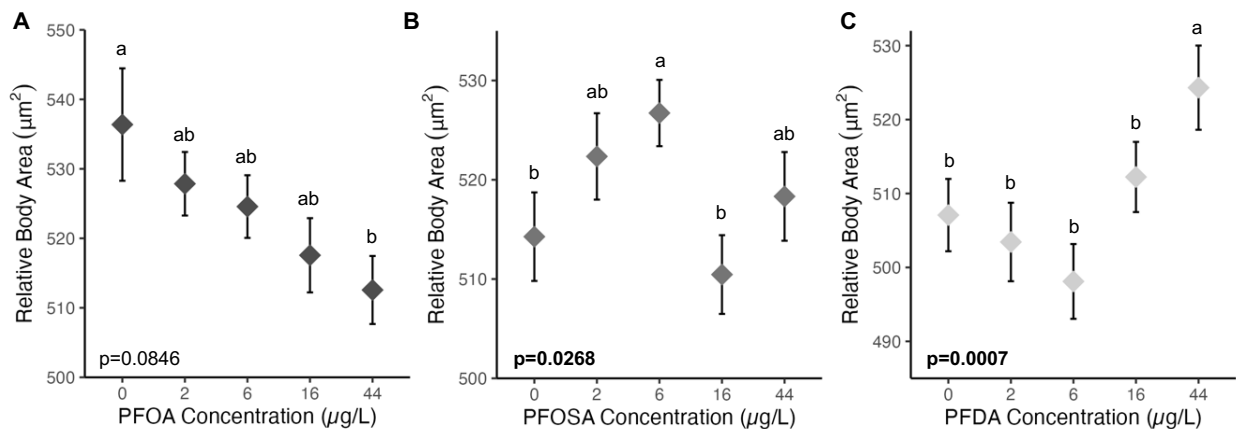 A
550
540
530
520
510
500
Relative Body Area (µm²)
a
ab
ab
ab
b
p=0.0846
0 2 6 16 44
PFOA Concentration (µg/L)
B
530
520
510
500
Relative Body Area (µm²)
b
ab
a
b
ab
p=0.0268
0 2 6 16 44
PFOSA Concentration (µg/L)
C
530
520
510
500
490
Relative Body Area (µm²)
b
b
b
b
a
p=0.0007
0 2 6 16 44
PFDA Concentration (µg/L)